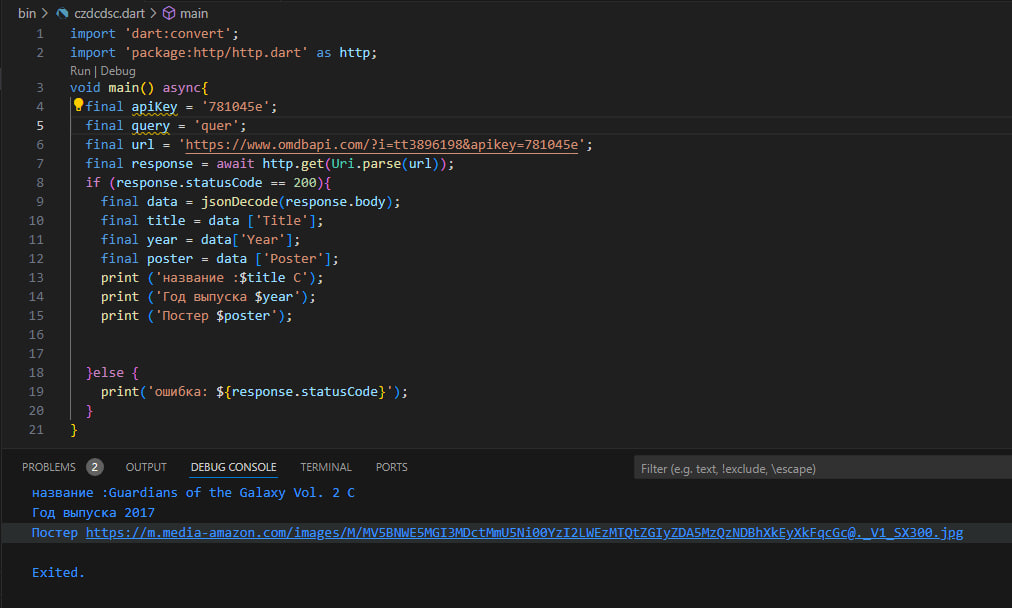 bin > czdcdsc.dart > main
1 import 'dart:convert';
2 import 'package:http/http.dart' as http;
Run | Debug
3 void main() async{
4 final apiKey = '781045e';
5 final query = 'quer';
6 final url = 'https://www.omdbapi.com/?i=tt3896198&apikey=781045e';
7 final response = await http.get(Uri.parse(url));
8 if (response.statusCode == 200){
9 final data = jsonDecode(response.body);
10 final title = data ['Title'];
11 final year = data['Year'];
12 final poster = data ['Poster'];
13 print ('название :$title C');
14 print ('Год выпуска $year');
15 print ('Постер $poster');
16
17
18 }else {
19 print('ошибка: ${response.statusCode}');
20 }
21 }
PROBLEMS 2 OUTPUT DEBUG CONSOLE TERMINAL PORTS Filter (e.g. text, !exclude, \escape)
название :Guardians of the Galaxy Vol. 2 C
Год выпуска 2017
Постер https://m.media-amazon.com/images/M/MV5BNWE5MGI3MDctMmU5Ni00YzI2LWEzMTQtZGIyZDA5MzQzNDBhXkEyXkFqcGc@._V1_SX300.jpg
Exited.